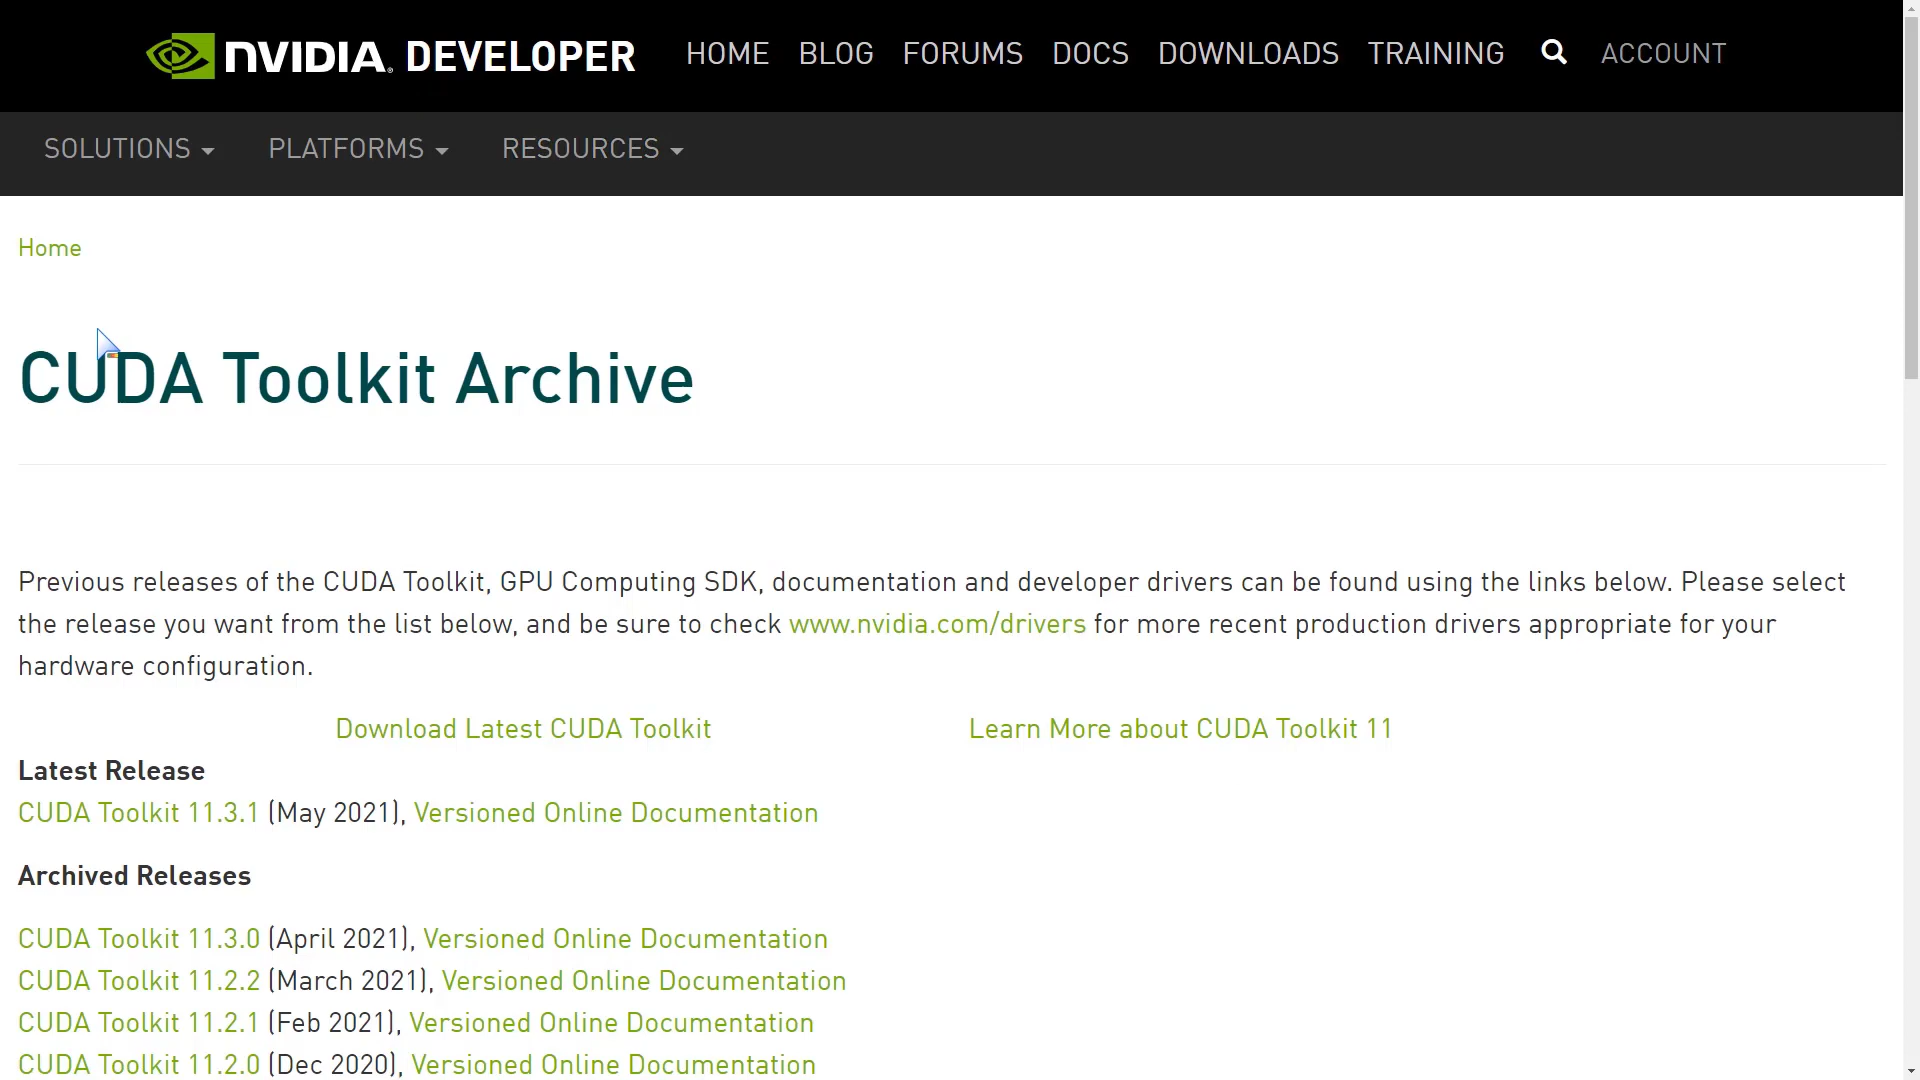 NVIDIA. DEVELOPER HOME BLOG FORUMS DOCS DOWNLOADS TRAINING ACCOUNT
SOLUTIONS PLATFORMS RESOURCES
Home
CUDA Toolkit Archive
Previous releases of the CUDA Toolkit, GPU Computing SDK, documentation and developer drivers can be found using the links below. Please select
the release you want from the list below, and be sure to check www.nvidia.com/drivers for more recent production drivers appropriate for your
hardware configuration.
Download Latest CUDA Toolkit Learn More about CUDA Toolkit 11
Latest Release
CUDA Toolkit 11.3.1 (May 2021), Versioned Online Documentation
Archived Releases
CUDA Toolkit 11.3.0 (April 2021), Versioned Online Documentation
CUDA Toolkit 11.2.2 (March 2021), Versioned Online Documentation
CUDA Toolkit 11.2.1 (Feb 2021), Versioned Online Documentation
CUDA Toolkit 11.2.0 (Dec 2020), Versioned Online Documentation